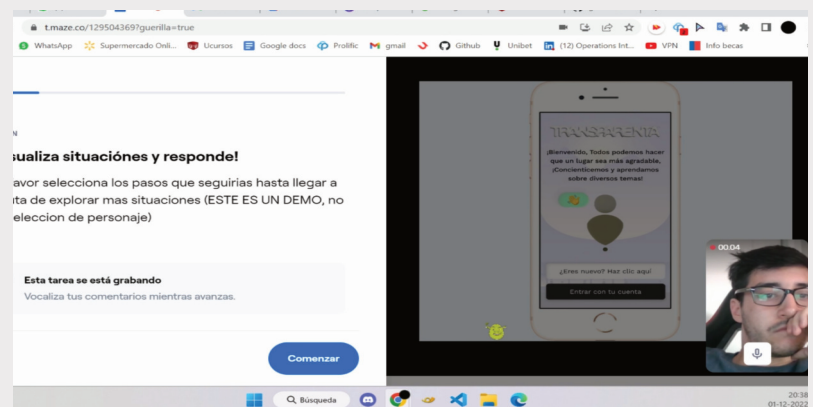 t.maze.co/129504369?guerilla=true
WhatsApp Supermercado Onli... Ucursos Google docs Prolific gmail Github Unibet (12) Operations Int... VPN Info becas
sualiza situaciónes y responde!
avor selecciona los pasos que seguirias hasta llegar a
ta de explorar mas situaciones (ESTE ES UN DEMO, no
eleccion de personaje)
Esta tarea se está grabando
Vocaliza tus comentarios mientras avanzas.
Comenzar
TRANSPARENTA
¡Bienvenido, Todos podemos hacer
que un lugar sea más agradable,
¡Concienticemos y aprendamos
sobre diversos temas!
¿Eres nuevo? Haz clic aquí
Entrar con tu cuenta
00:04
Búsqueda
20:38
01-12-2022